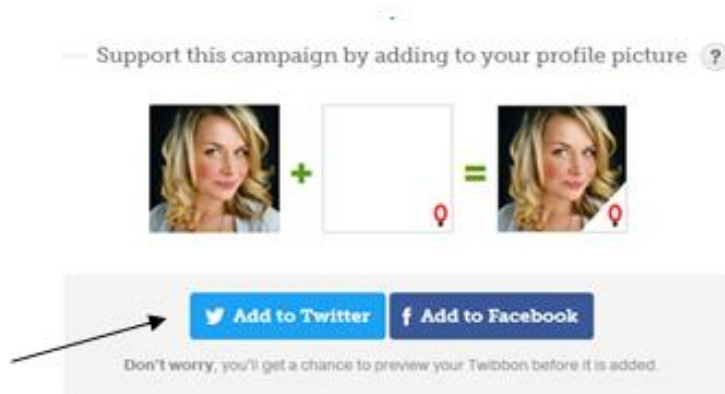 Support this campaign by adding to your profile picture ?
+ =
Add to Twitter f Add to Facebook
Don't worry, you'll get a chance to preview your Twibbon before it is added.